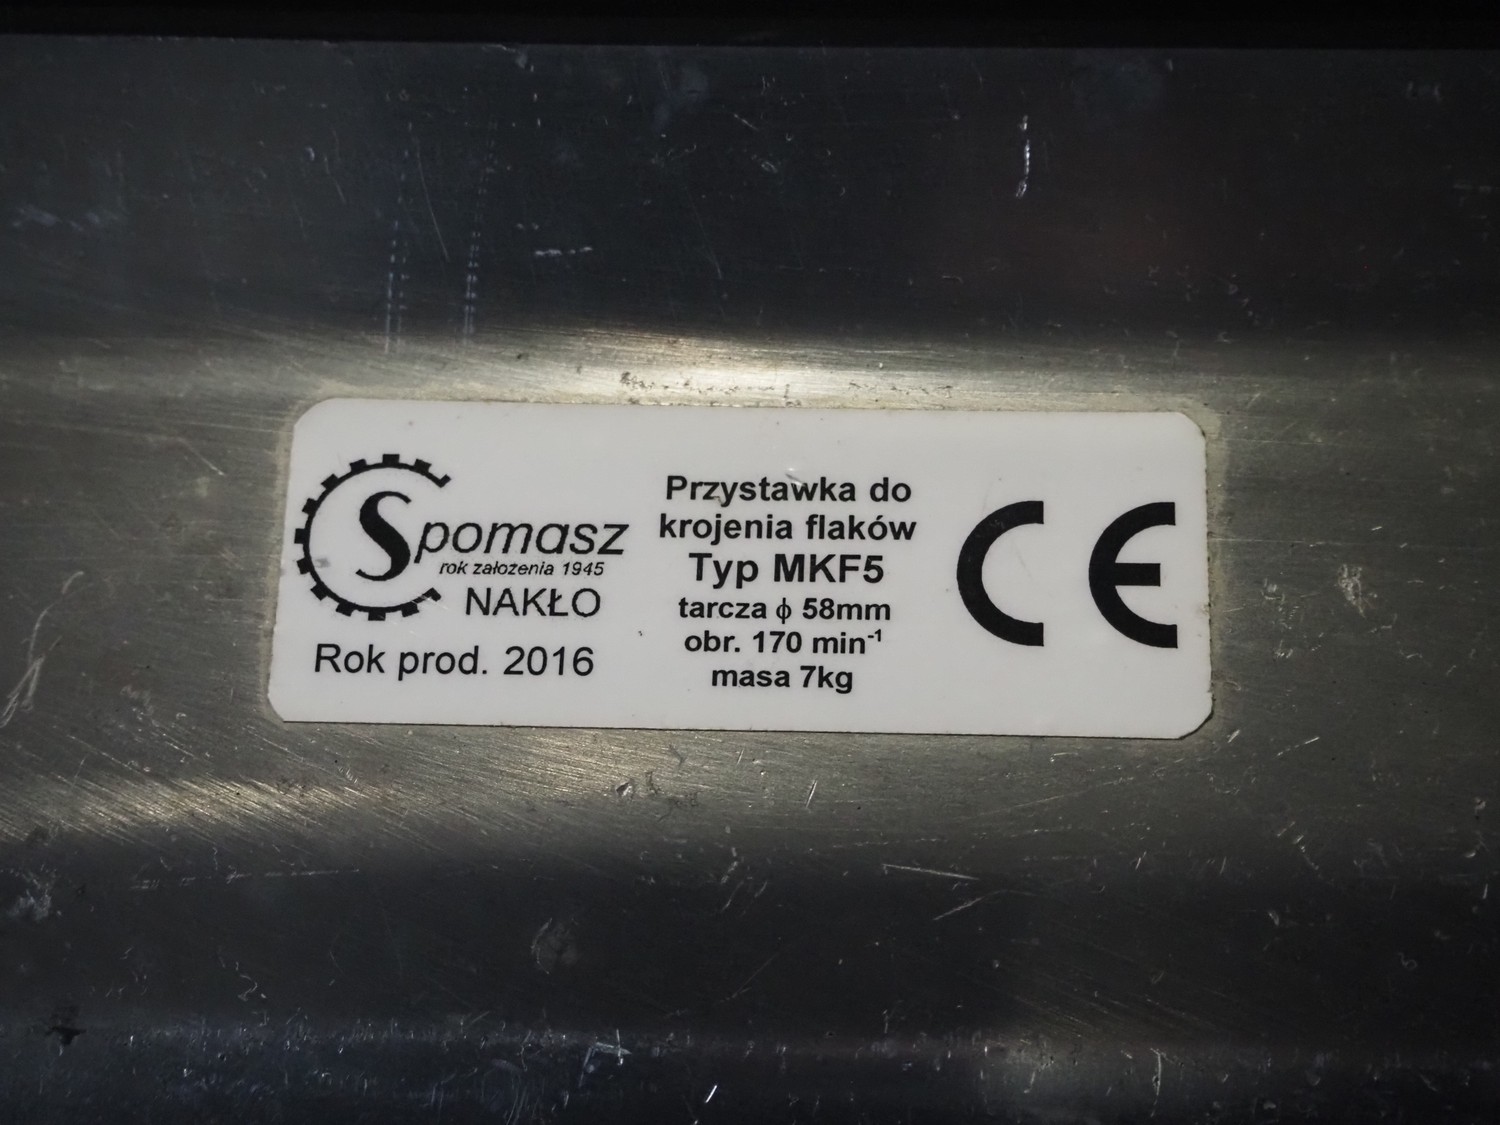 Spomasz
rok założenia 1945
NAKŁO
Rok prod. 2016
Przystawka do
krojenia flaków
Typ MKF5
tarcza ϕ 58mm
obr. 170 min⁻¹
masa 7kg
CE